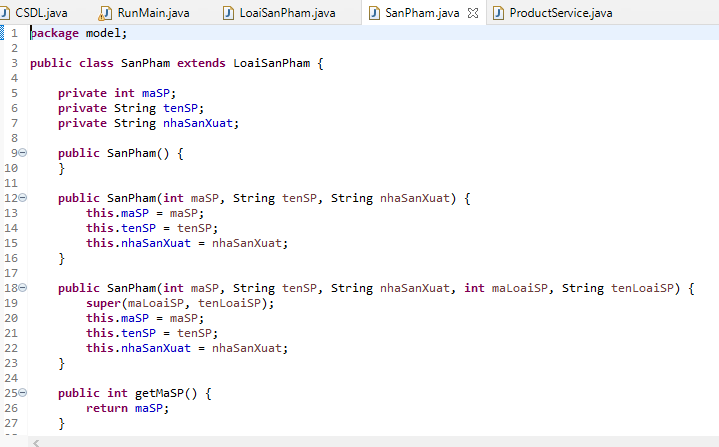 CSDL.java RunMain.java LoaiSanPham.java SanPham.java ProductService.java
1 package model;
2
3 public class SanPham extends LoaiSanPham {
4
5 private int maSP;
6 private String tenSP;
7 private String nhaSanXuat;
8
9 public SanPham() {
10 }
11
12 public SanPham(int maSP, String tenSP, String nhaSanXuat) {
13 this.maSP = maSP;
14 this.tenSP = tenSP;
15 this.nhaSanXuat = nhaSanXuat;
16 }
17
18 public SanPham(int maSP, String tenSP, String nhaSanXuat, int maLoaiSP, String tenLoaiSP) {
19 super(maLoaiSP, tenLoaiSP);
20 this.maSP = maSP;
21 this.tenSP = tenSP;
22 this.nhaSanXuat = nhaSanXuat;
23 }
24
25 public int getMaSP() {
26 return maSP;
27 }